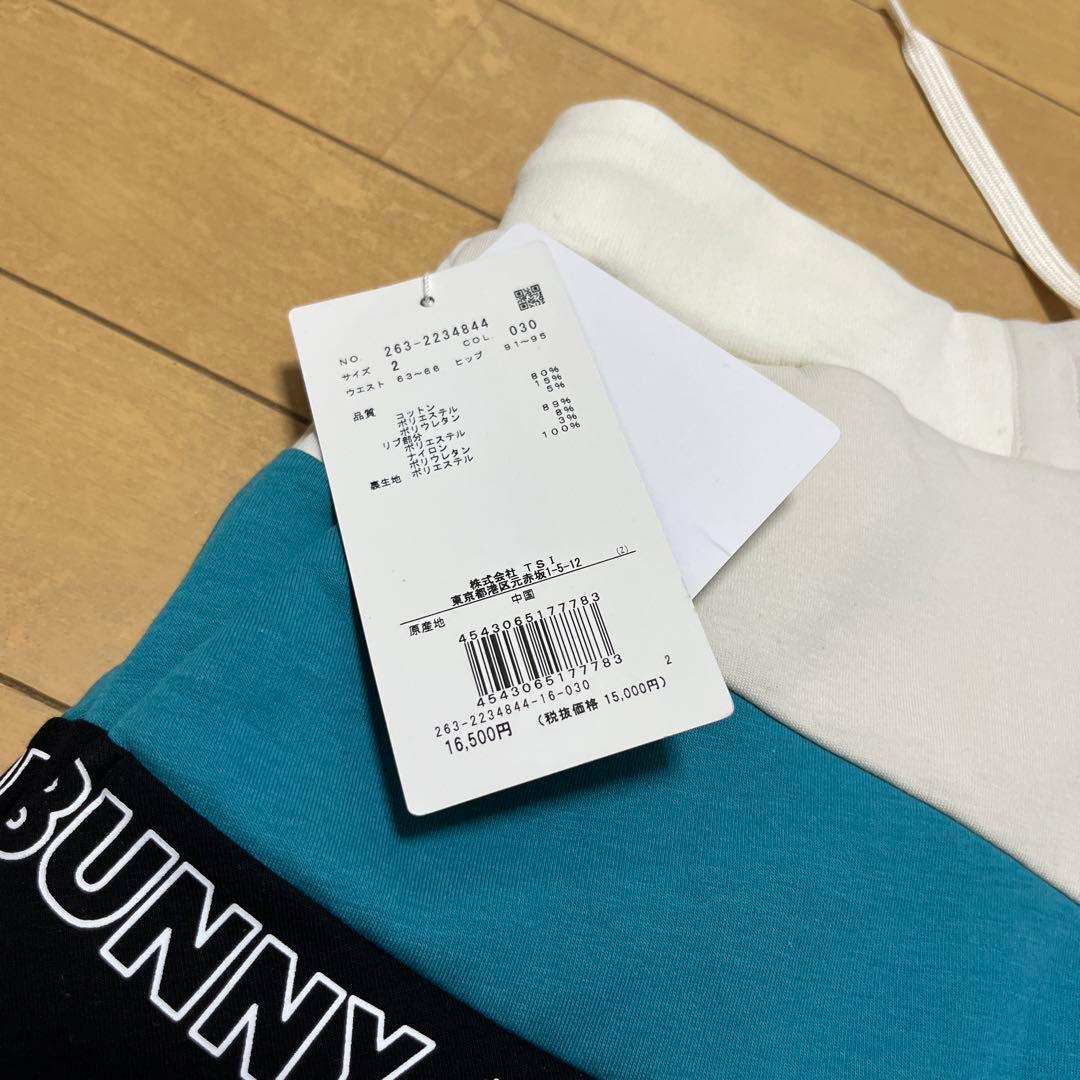 NO. 263-2234844
サイズ 2 COL. 030
ウエスト 63~66 ヒップ 91~95
品質 コットン 80%
ポリエステル 15%
ポリウレタン 5%
リブ部分
ポリエステル 89%
ナイロン 8%
ポリウレタン 3%
裏生地 ポリエステル 100%
(Z)
株式会社 TSI
東京都港区元赤坂1-5-12
原産地 中国
4543065177783
4543065177783
263-2234844-16-030 2
16,500円 (税抜価格 15,000円)
BUNNY